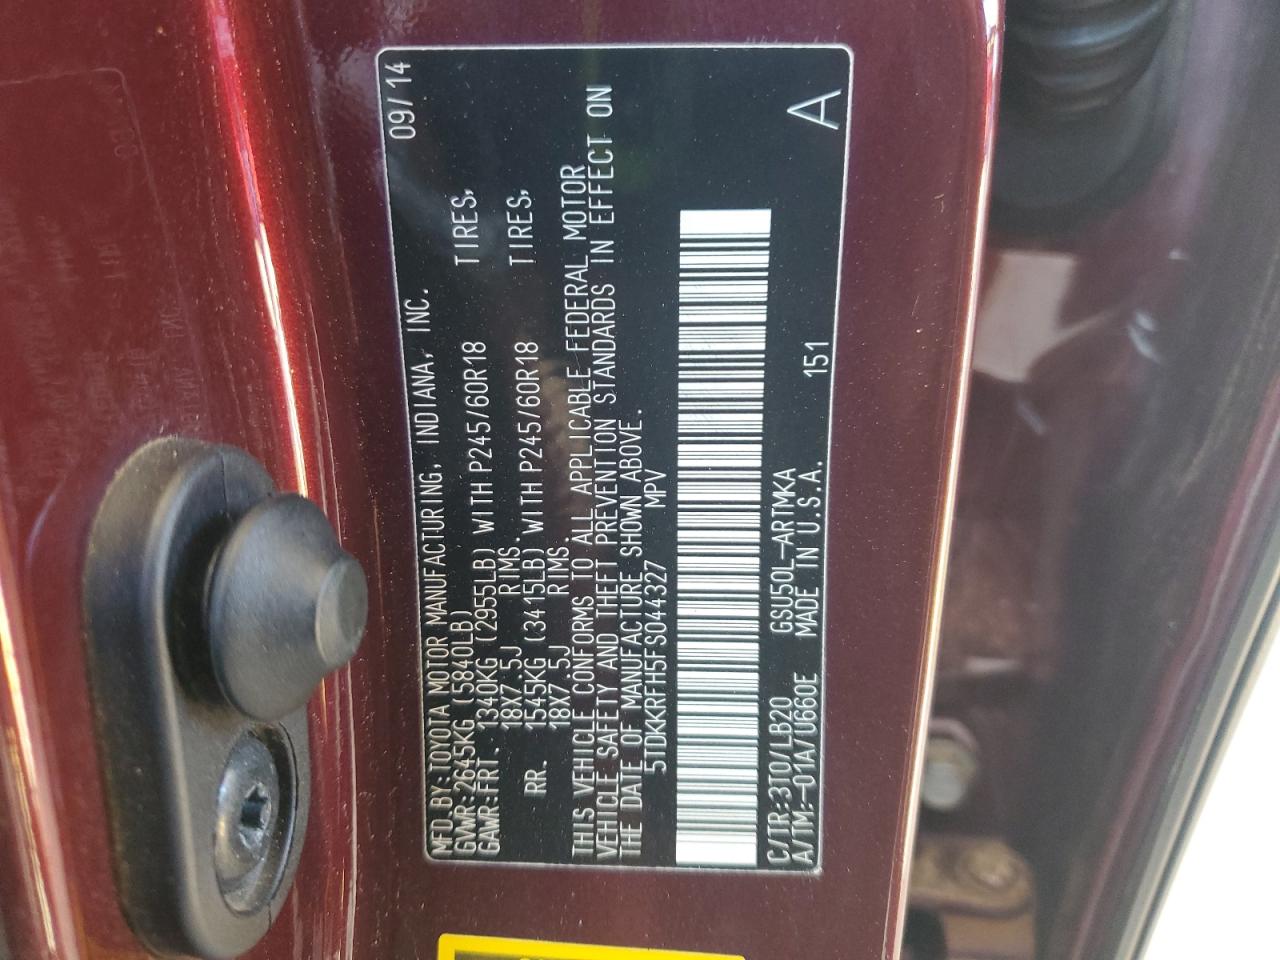 MFD.BY:TOYOTA MOTOR MANUFACTURING, INDIANA, INC. 09/14
GVWR:2645KG (5840LB)
GAWR:FRT. 1340KG (2955LB) WITH P245/60R18 TIRES,
18X7.5J RIMS.
RR. 1545KG (3415LB) WITH P245/60R18 TIRES,
18X7.5J RIMS.
THIS VEHICLE CONFORMS TO ALL APPLICABLE FEDERAL MOTOR
VEHICLE SAFETY AND THEFT PREVENTION STANDARDS IN EFFECT ON
THE DATE OF MANUFACTURE SHOWN ABOVE.
5TDKKRFH5FS044327 MPV
C/TR:3T0/LB20 GSU50L-ARTMKA
A/TM:-01A/U660E MADE IN U.S.A. 151 A